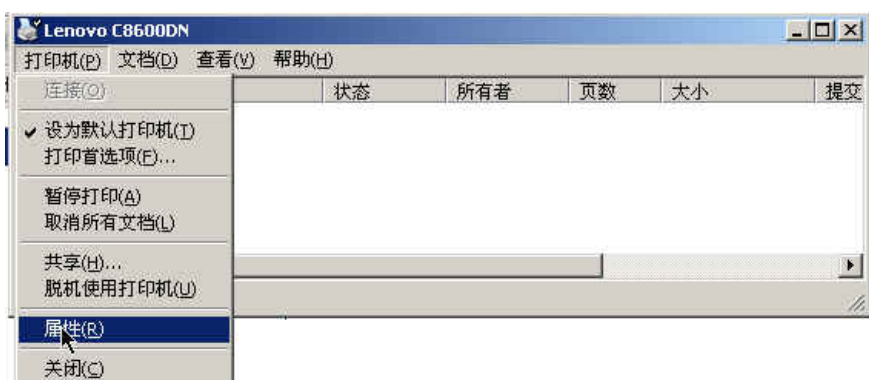 Lenovo C8600DN
打印机(P) 文档(D) 查看(V) 帮助(H)
连接(O) 状态 所有者 页数 大小 提交
设为默认打印机(T)
打印首选项(F)...
暂停打印(A)
取消所有文档(L)
共享(H)...
脱机使用打印机(U)
属性(R)
关闭(C)